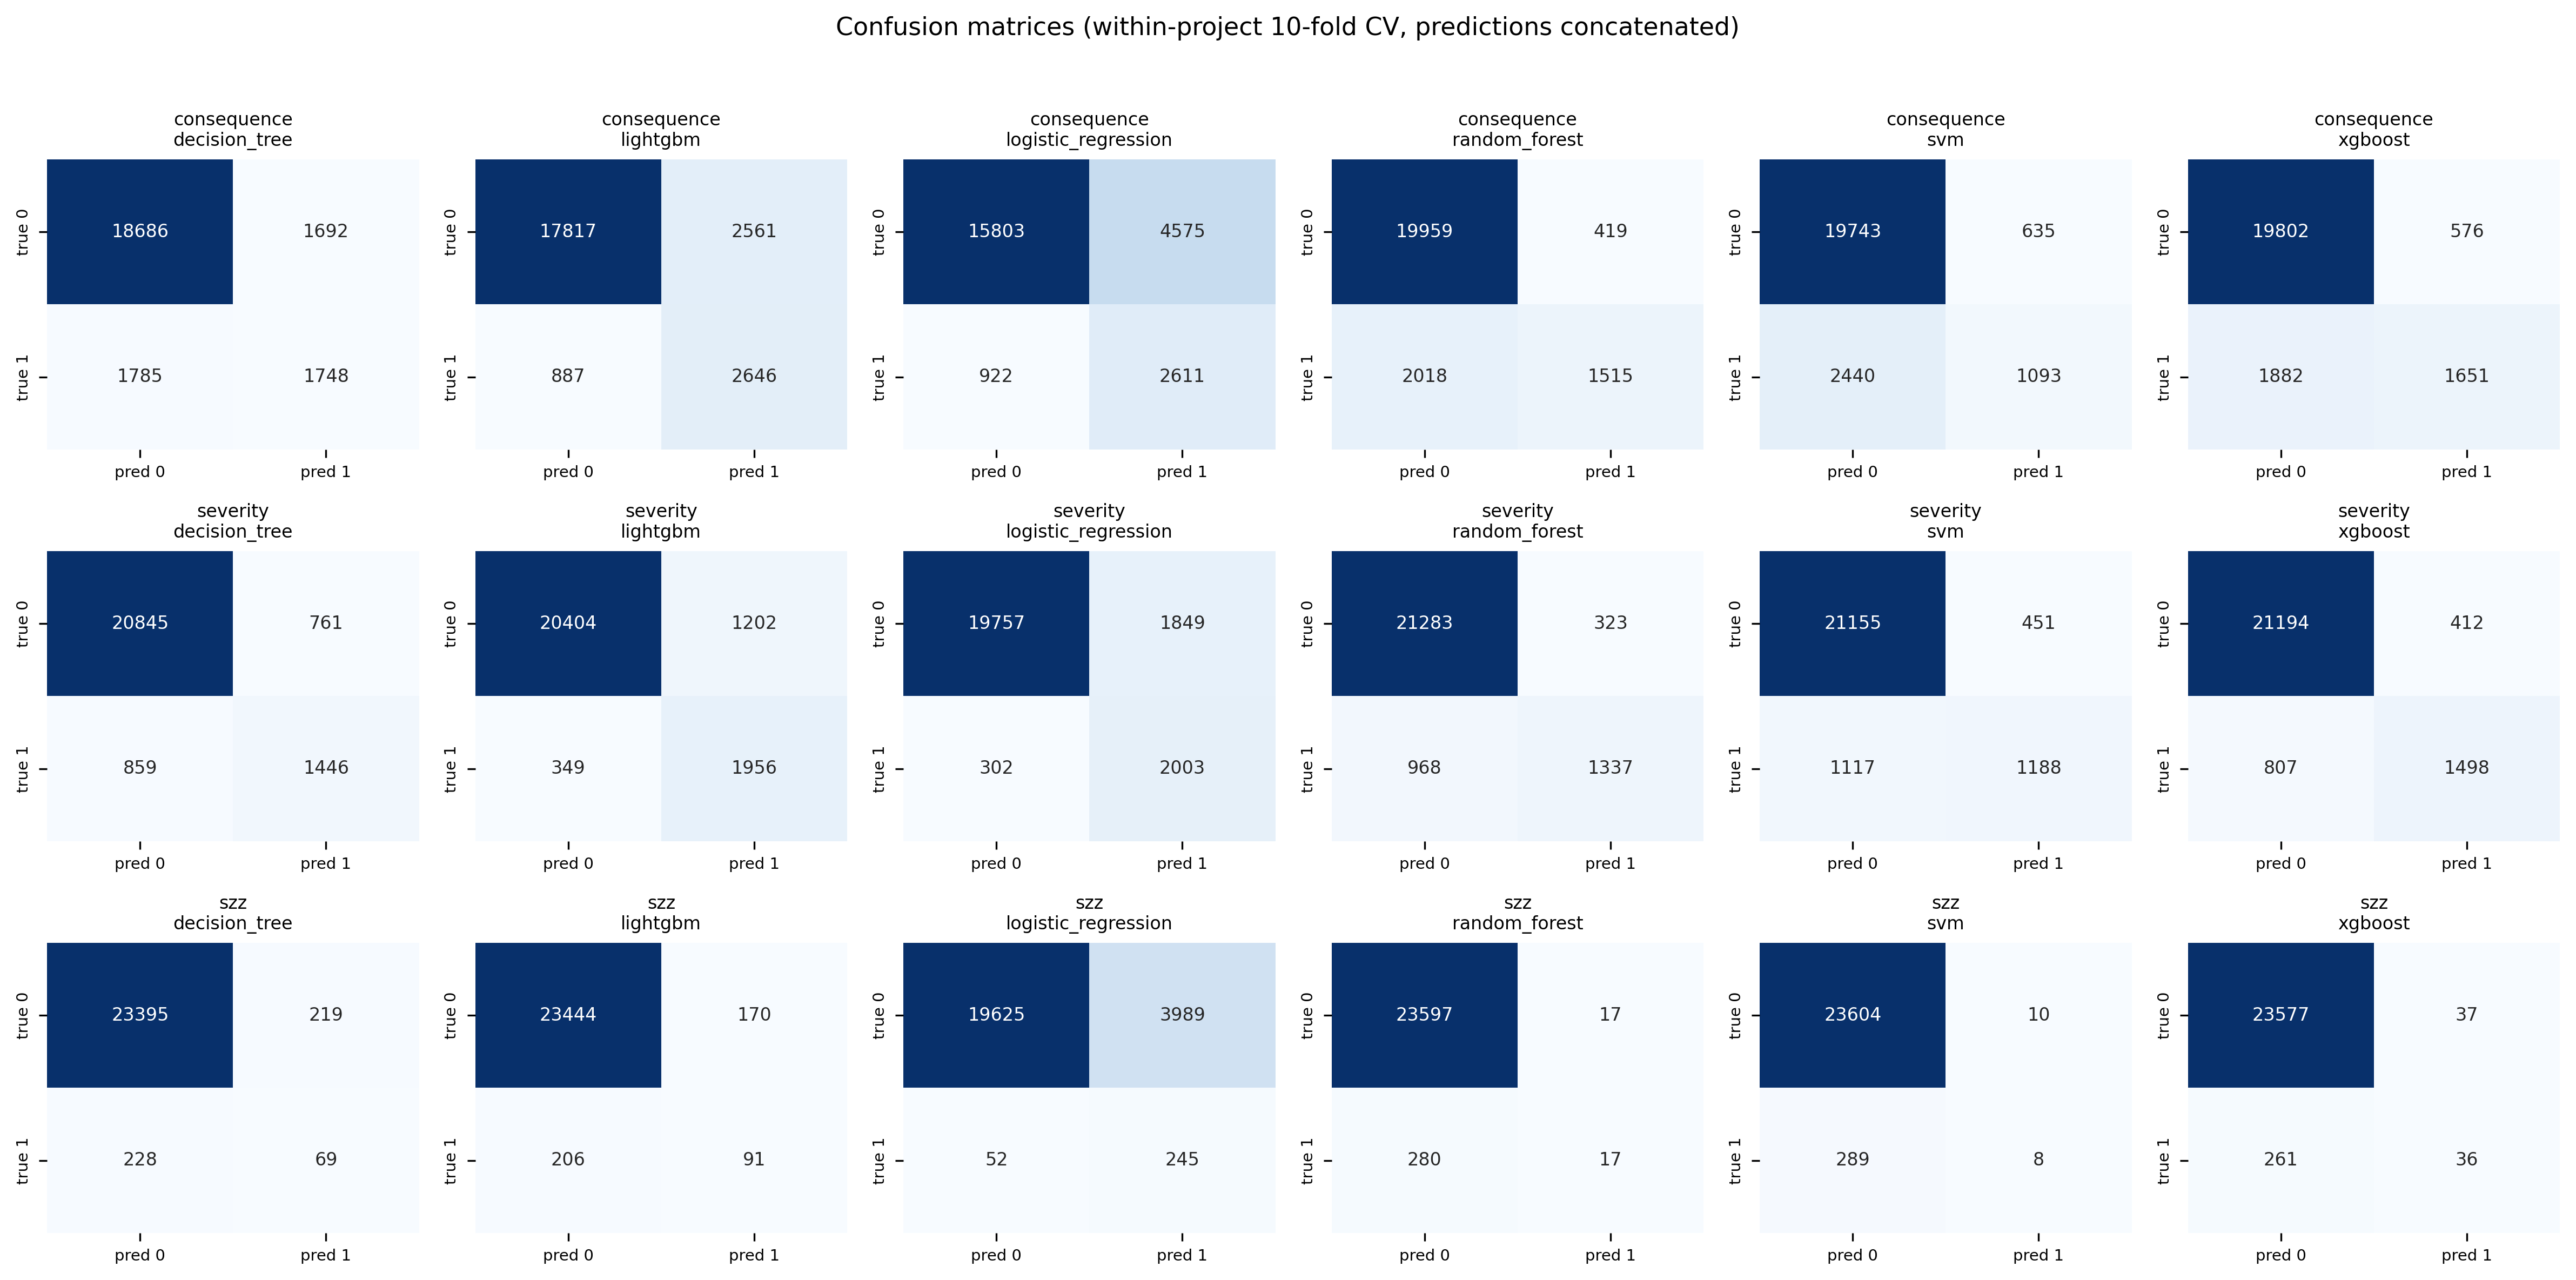 Confusion matrices (within-project 10-fold CV, predictions concatenated)
consequence
decision_tree
true 0
18686 1692
true 1
1785 1748
pred 0 pred 1
consequence
lightgbm
true 0
17817 2561
true 1
887 2646
pred 0 pred 1
consequence
logistic_regression
true 0
15803 4575
true 1
922 2611
pred 0 pred 1
consequence
random_forest
true 0
19959 419
true 1
2018 1515
pred 0 pred 1
consequence
svm
true 0
19743 635
true 1
2440 1093
pred 0 pred 1
consequence
xgboost
true 0
19802 576
true 1
1882 1651
pred 0 pred 1
severity
decision_tree
true 0
20845 761
true 1
859 1446
pred 0 pred 1
severity
lightgbm
true 0
20404 1202
true 1
349 1956
pred 0 pred 1
severity
logistic_regression
true 0
19757 1849
true 1
302 2003
pred 0 pred 1
severity
random_forest
true 0
21283 323
true 1
968 1337
pred 0 pred 1
severity
svm
true 0
21155 451
true 1
1117 1188
pred 0 pred 1
severity
xgboost
true 0
21194 412
true 1
807 1498
pred 0 pred 1
szz
decision_tree
true 0
23395 219
true 1
228 69
pred 0 pred 1
szz
lightgbm
true 0
23444 170
true 1
206 91
pred 0 pred 1
szz
logistic_regression
true 0
19625 3989
true 1
52 245
pred 0 pred 1
szz
random_forest
true 0
23597 17
true 1
280 17
pred 0 pred 1
szz
svm
true 0
23604 10
true 1
289 8
pred 0 pred 1
szz
xgboost
true 0
23577 37
true 1
261 36
pred 0 pred 1